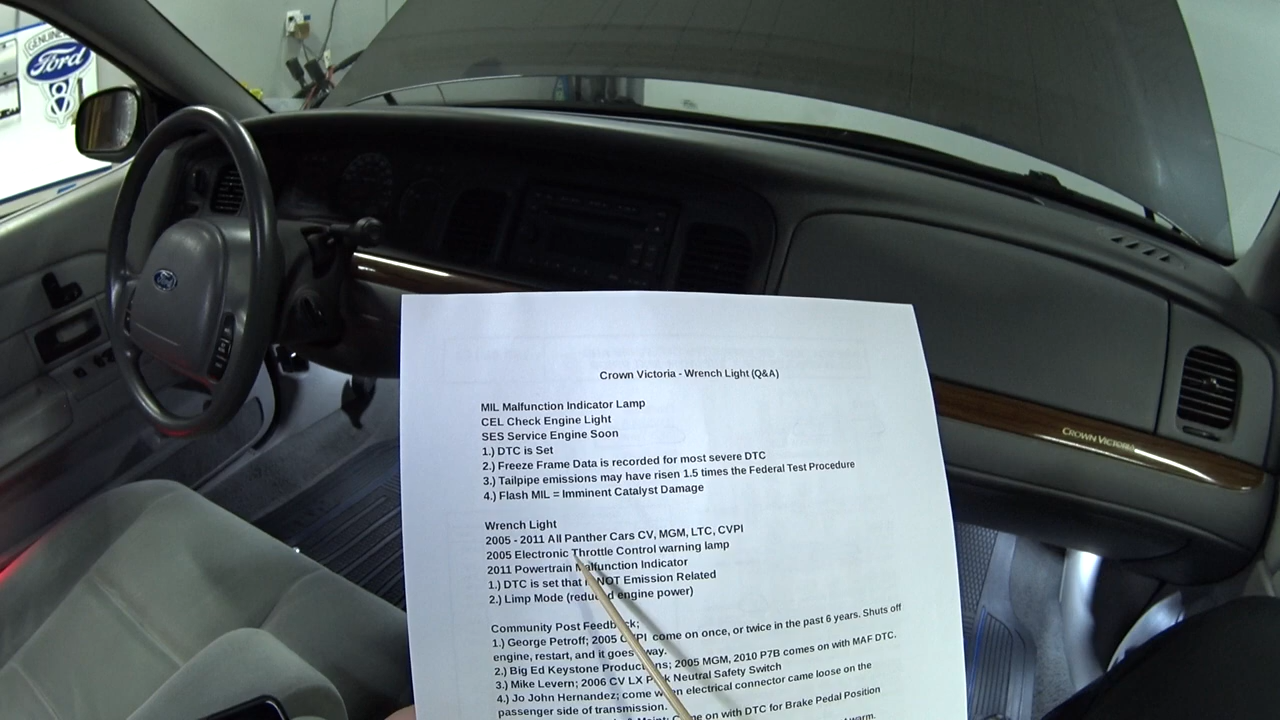 GENUINE
Ford
V8
Ford
Crown Victoria - Wrench Light (Q&A)
MIL Malfunction Indicator Lamp
CEL Check Engine Light
SES Service Engine Soon
1.) DTC is Set
2.) Freeze Frame Data is recorded for most severe DTC
3.) Tailpipe emissions may have risen 1.5 times the Federal Test Procedure
4.) Flash MIL = Imminent Catalyst Damage
Wrench Light
2005 - 2011 All Panther Cars CV, MGM, LTC, CVPI
2005 Electronic Throttle Control warning lamp
2011 Powertrain Malfunction Indicator
1.) DTC is set that NOT Emission Related
2.) Limp Mode (reduced engine power)
Community Post Feedback;
1.) George Petroff; 2005 CVPI come on once, or twice in the past 6 years. Shuts off
engine, restart, and it goes away.
2.) Big Ed Keystone Productions; 2005 MGM, 2010 P7B comes on with MAF DTC.
3.) Mike Levern; 2006 CV LX Park Neutral Safety Switch
4.) Jo John Hernandez; come when electrical connector came loose on the
passenger side of transmission.
on with DTC for Brake Pedal Position
warm.
CROWN VICTORIA